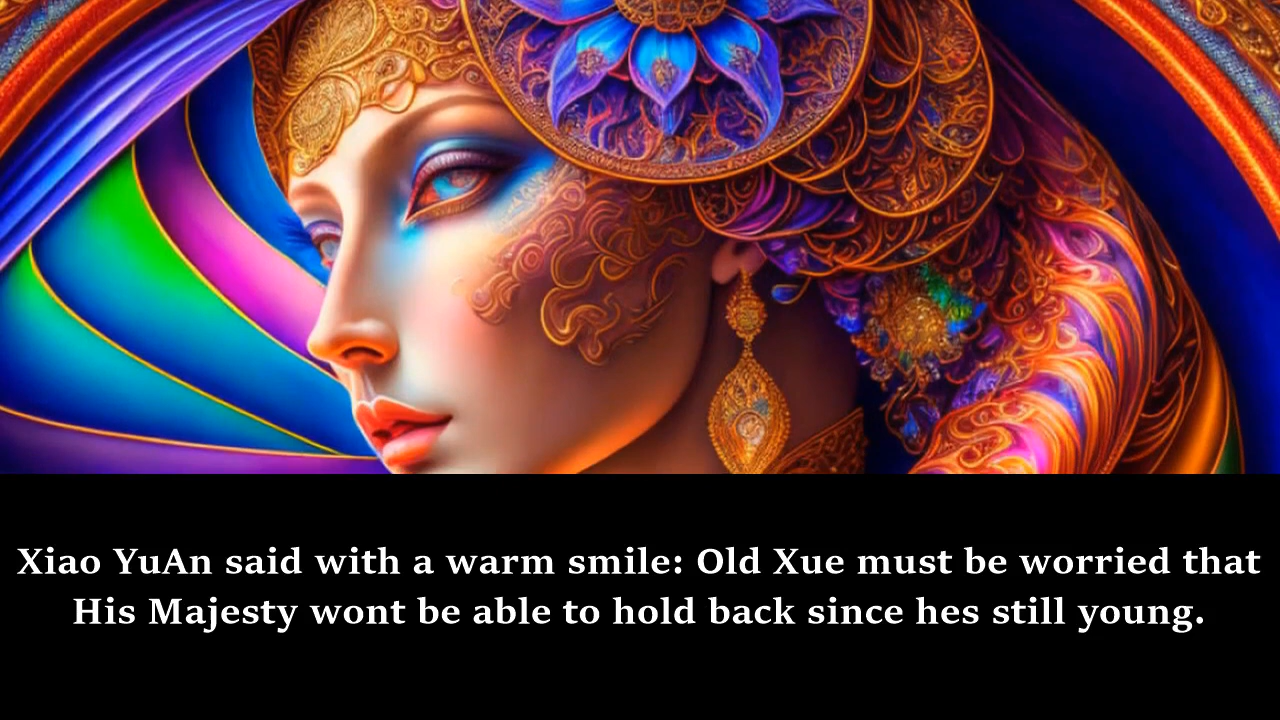 Xiao YuAn said with a warm smile: Old Xue must be worried that
His Majesty wont be able to hold back since hes still young.